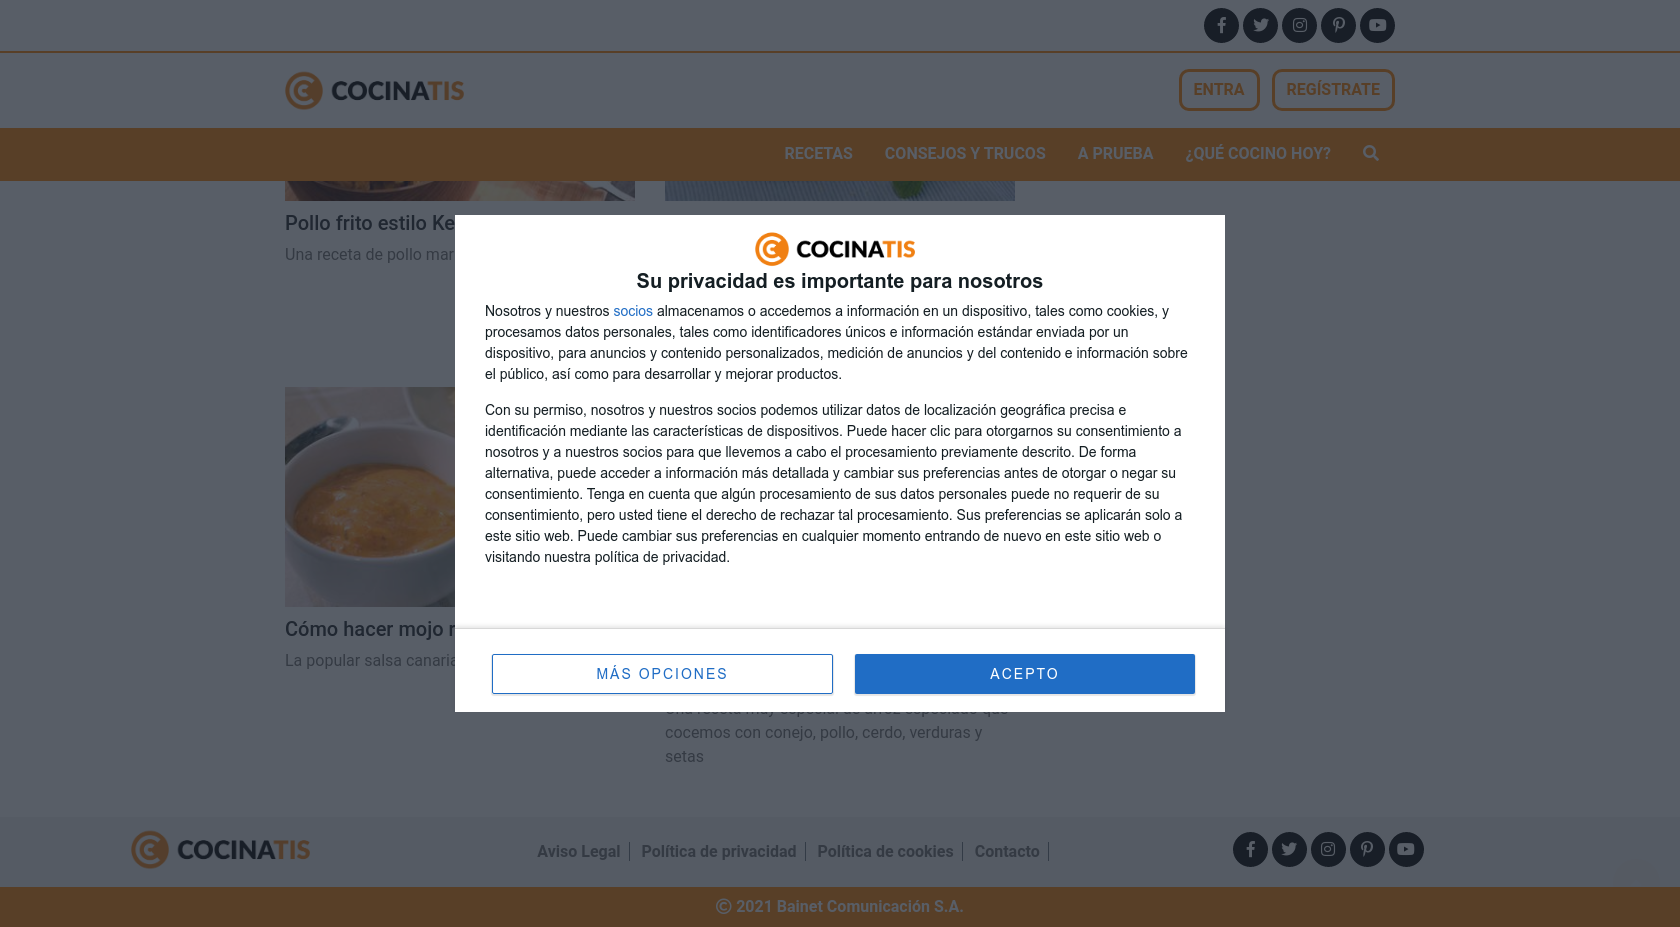 COCINATIS
ENTRA
REGÍSTRATE
RECETAS
CONSEJOS Y TRUCOS
A PRUEBA
¿QUÉ COCINO HOY?
Pollo frito estilo Ke
Una receta de pollo mar
COCINATIS
Su privacidad es importante para nosotros
Nosotros y nuestros socios almacenamos o accedemos a información en un dispositivo, tales como cookies, y
procesamos datos personales, tales como identificadores únicos e información estándar enviada por un
dispositivo, para anuncios y contenido personalizados, medición de anuncios y del contenido e información sobre
el público, así como para desarrollar y mejorar productos.
Con su permiso, nosotros y nuestros socios podemos utilizar datos de localización geográfica precisa e
identificación mediante las características de dispositivos. Puede hacer clic para otorgarnos su consentimiento a
nosotros y a nuestros socios para que llevemos a cabo el procesamiento previamente descrito. De forma
alternativa, puede acceder a información más detallada y cambiar sus preferencias antes de otorgar o negar su
consentimiento. Tenga en cuenta que algún procesamiento de sus datos personales puede no requerir de su
consentimiento, pero usted tiene el derecho de rechazar tal procesamiento. Sus preferencias se aplicarán solo a
este sitio web. Puede cambiar sus preferencias en cualquier momento entrando de nuevo en este sitio web o
visitando nuestra política de privacidad.
MÁS OPCIONES
ACEPTO
Cómo hacer mojo
La popular salsa canaria
cocemos con conejo, pollo, cerdo, verduras y
setas
COCINATIS
Aviso Legal
Política de privacidad
Política de cookies
Contacto
© 2021 Bainet Comunicación S.A.